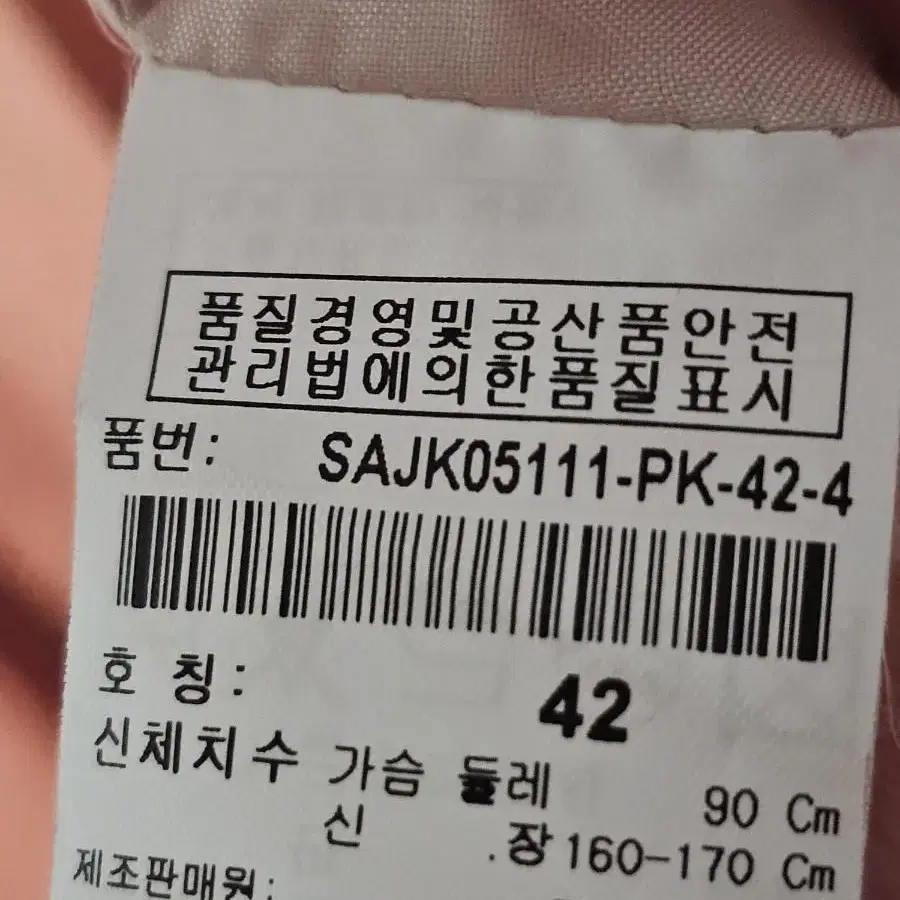 품질경영및공산품안전
관리법에의한품질표시
품번: SAJK05111-PK-42-4
호 칭: 42
신체치수 가슴 둘레 90 Cm
신 .장 160-170 Cm
제조판매원: